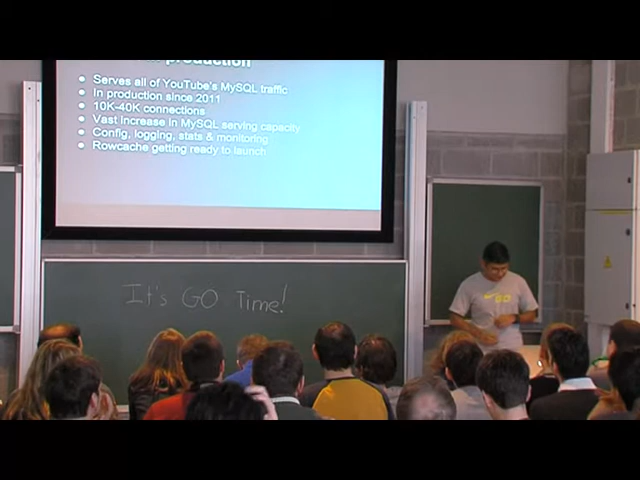 production
Serves all of YouTube's MySQL traffic
In production since 2011
10K-40K connections
Vast increase in MySQL serving capacity
Config, logging, stats & monitoring
Rowcache getting ready to launch
It's GO Time!